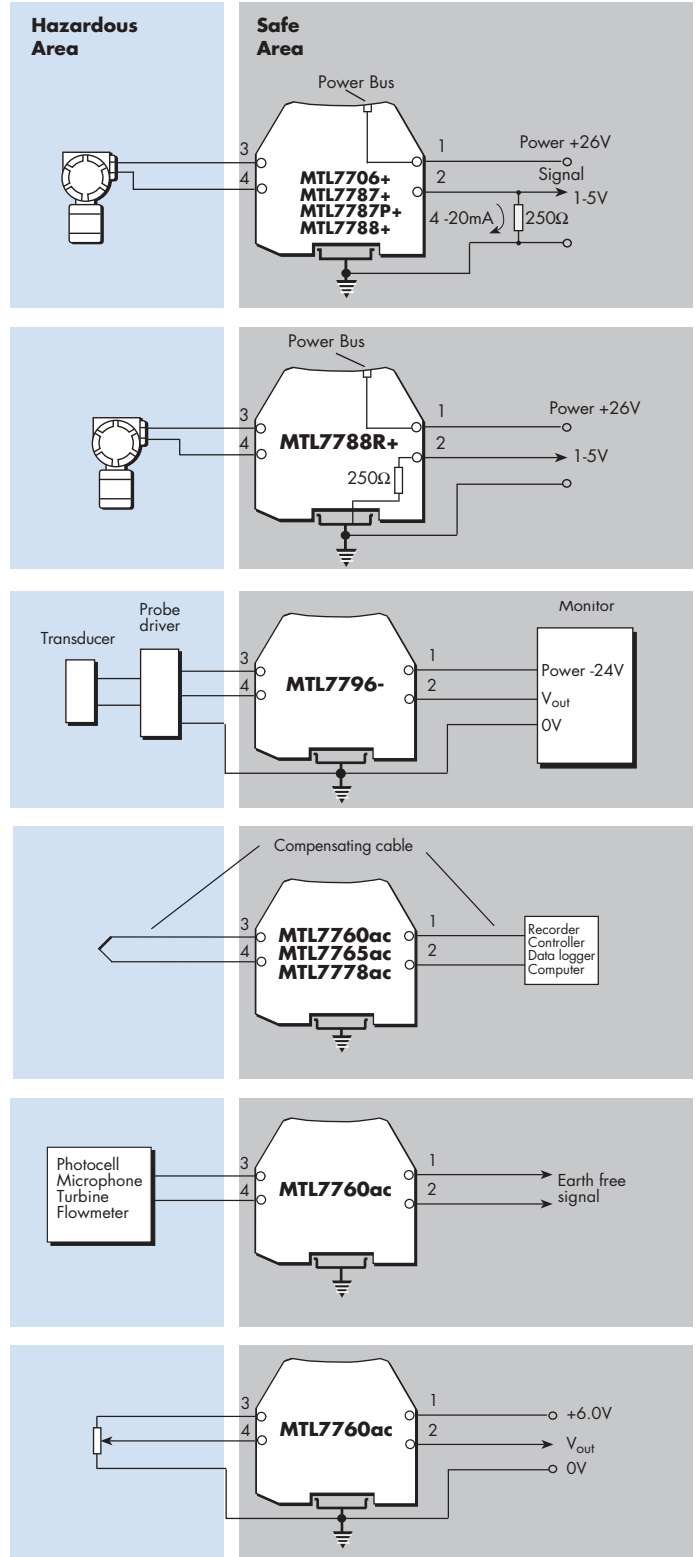 Hazardous
Area
Safe
Area
Power Bus
3
4
MTL7706+
MTL7787+
MTL7787P+
MTL7788+
1
2
Power +26V
Signal
1-5V
4 -20mA
250Ω
Power Bus
3
4
MTL7788R+
250Ω
1
2
Power +26V
1-5V
Transducer
Probe
driver
3
4
MTL7796-
1
2
Monitor
Power -24V
Vout
0V
Compensating cable
3
4
MTL7760ac
MTL7765ac
MTL7778ac
1
2
Recorder
Controller
Data logger
Computer
Photocell
Microphone
Turbine
Flowmeter
3
4
MTL7760ac
1
2
Earth free
signal
3
4
MTL7760ac
1
2
+6.0V
Vout
0V